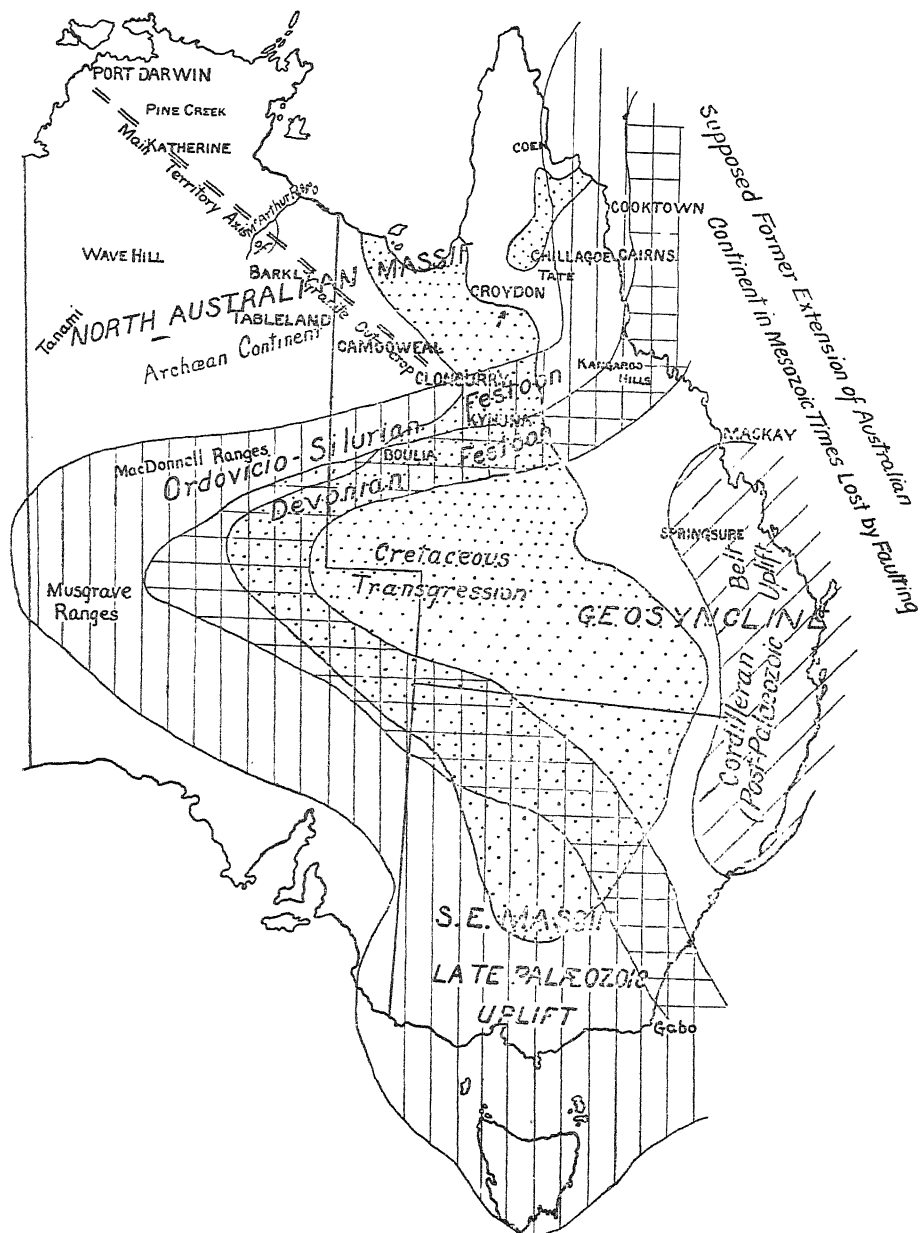 PORT DARWIN
PINE CREEK
KATHERINE
Main Territory Axis of Granite Outcrop
McArthur
WAVE HILL
BARKLY
TABLELAND
Tanami
NORTH AUSTRALIAN MASSIF
Archæan Continent
CAMOOWEAL
CLONCURRY
KYNUNA
BOULIA
COEN
COOKTOWN
CHILLAGOE
CAIRNS
TATE
CROYDON
KANGAROO
HILLS
Supposed Former Extension of Australian
Continent in Mesozoic Times Lost by Faulting
MacDonnell Ranges
Ordovicio-Silurian Festoon
Devonian Festoon
Cretaceous
Transgression
Musgrave
Ranges
MACKAY
SPRINGSURE
GEOSYNCLINE
Cordilleran Belt
(Post-Palæozoic Uplift
S.E. MASSIF
LATE PALÆOZOIC
UPLIFT
Gabo